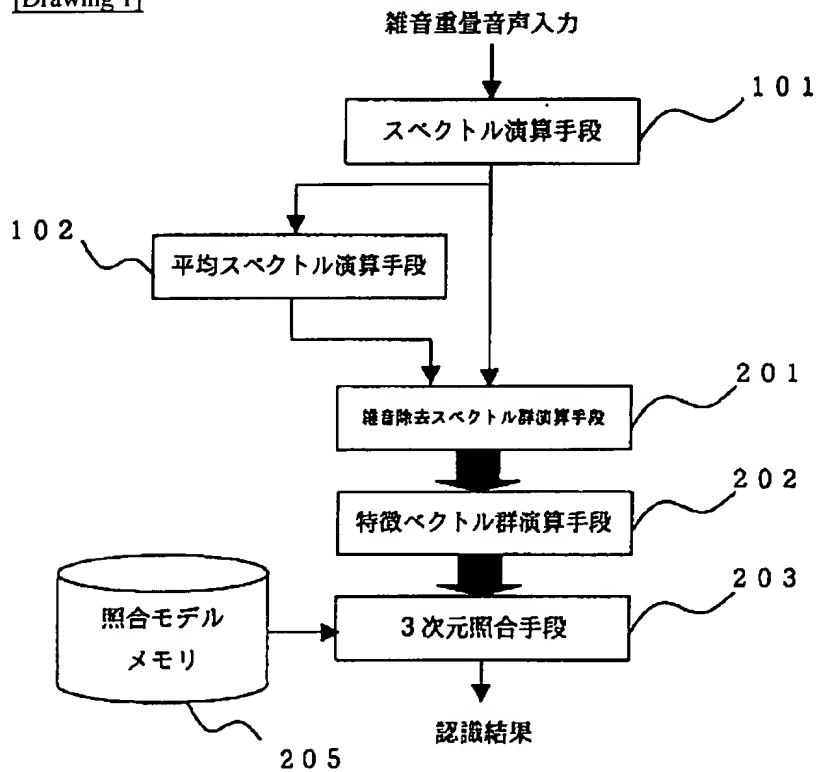 [Drawing 1]
雑音重畳音声入力
101
スペクトル演算手段
102
平均スペクトル演算手段
201
雑音除去スペクトル群演算手段
202
特徴ベクトル群演算手段
203
照合モデル
メモリ
3次元照合手段
205
認識結果